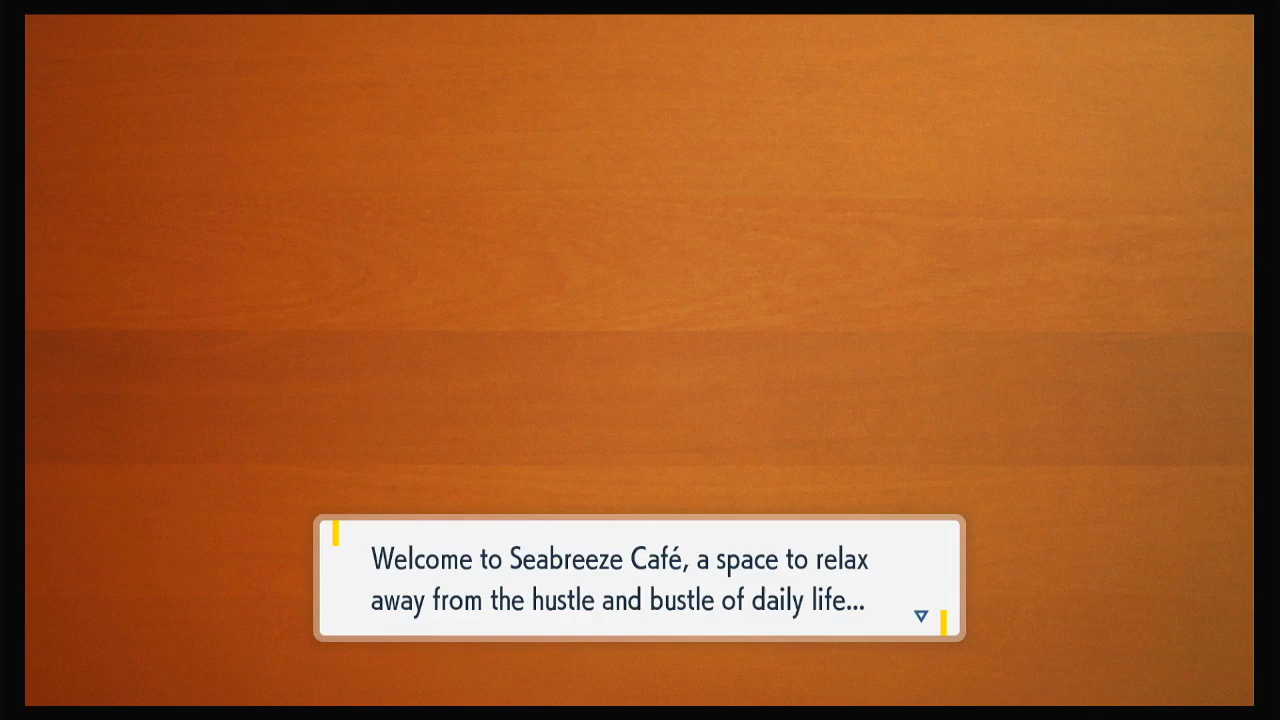 Welcome to Seabreeze Café, a space to relax
away from the hustle and bustle of daily life...